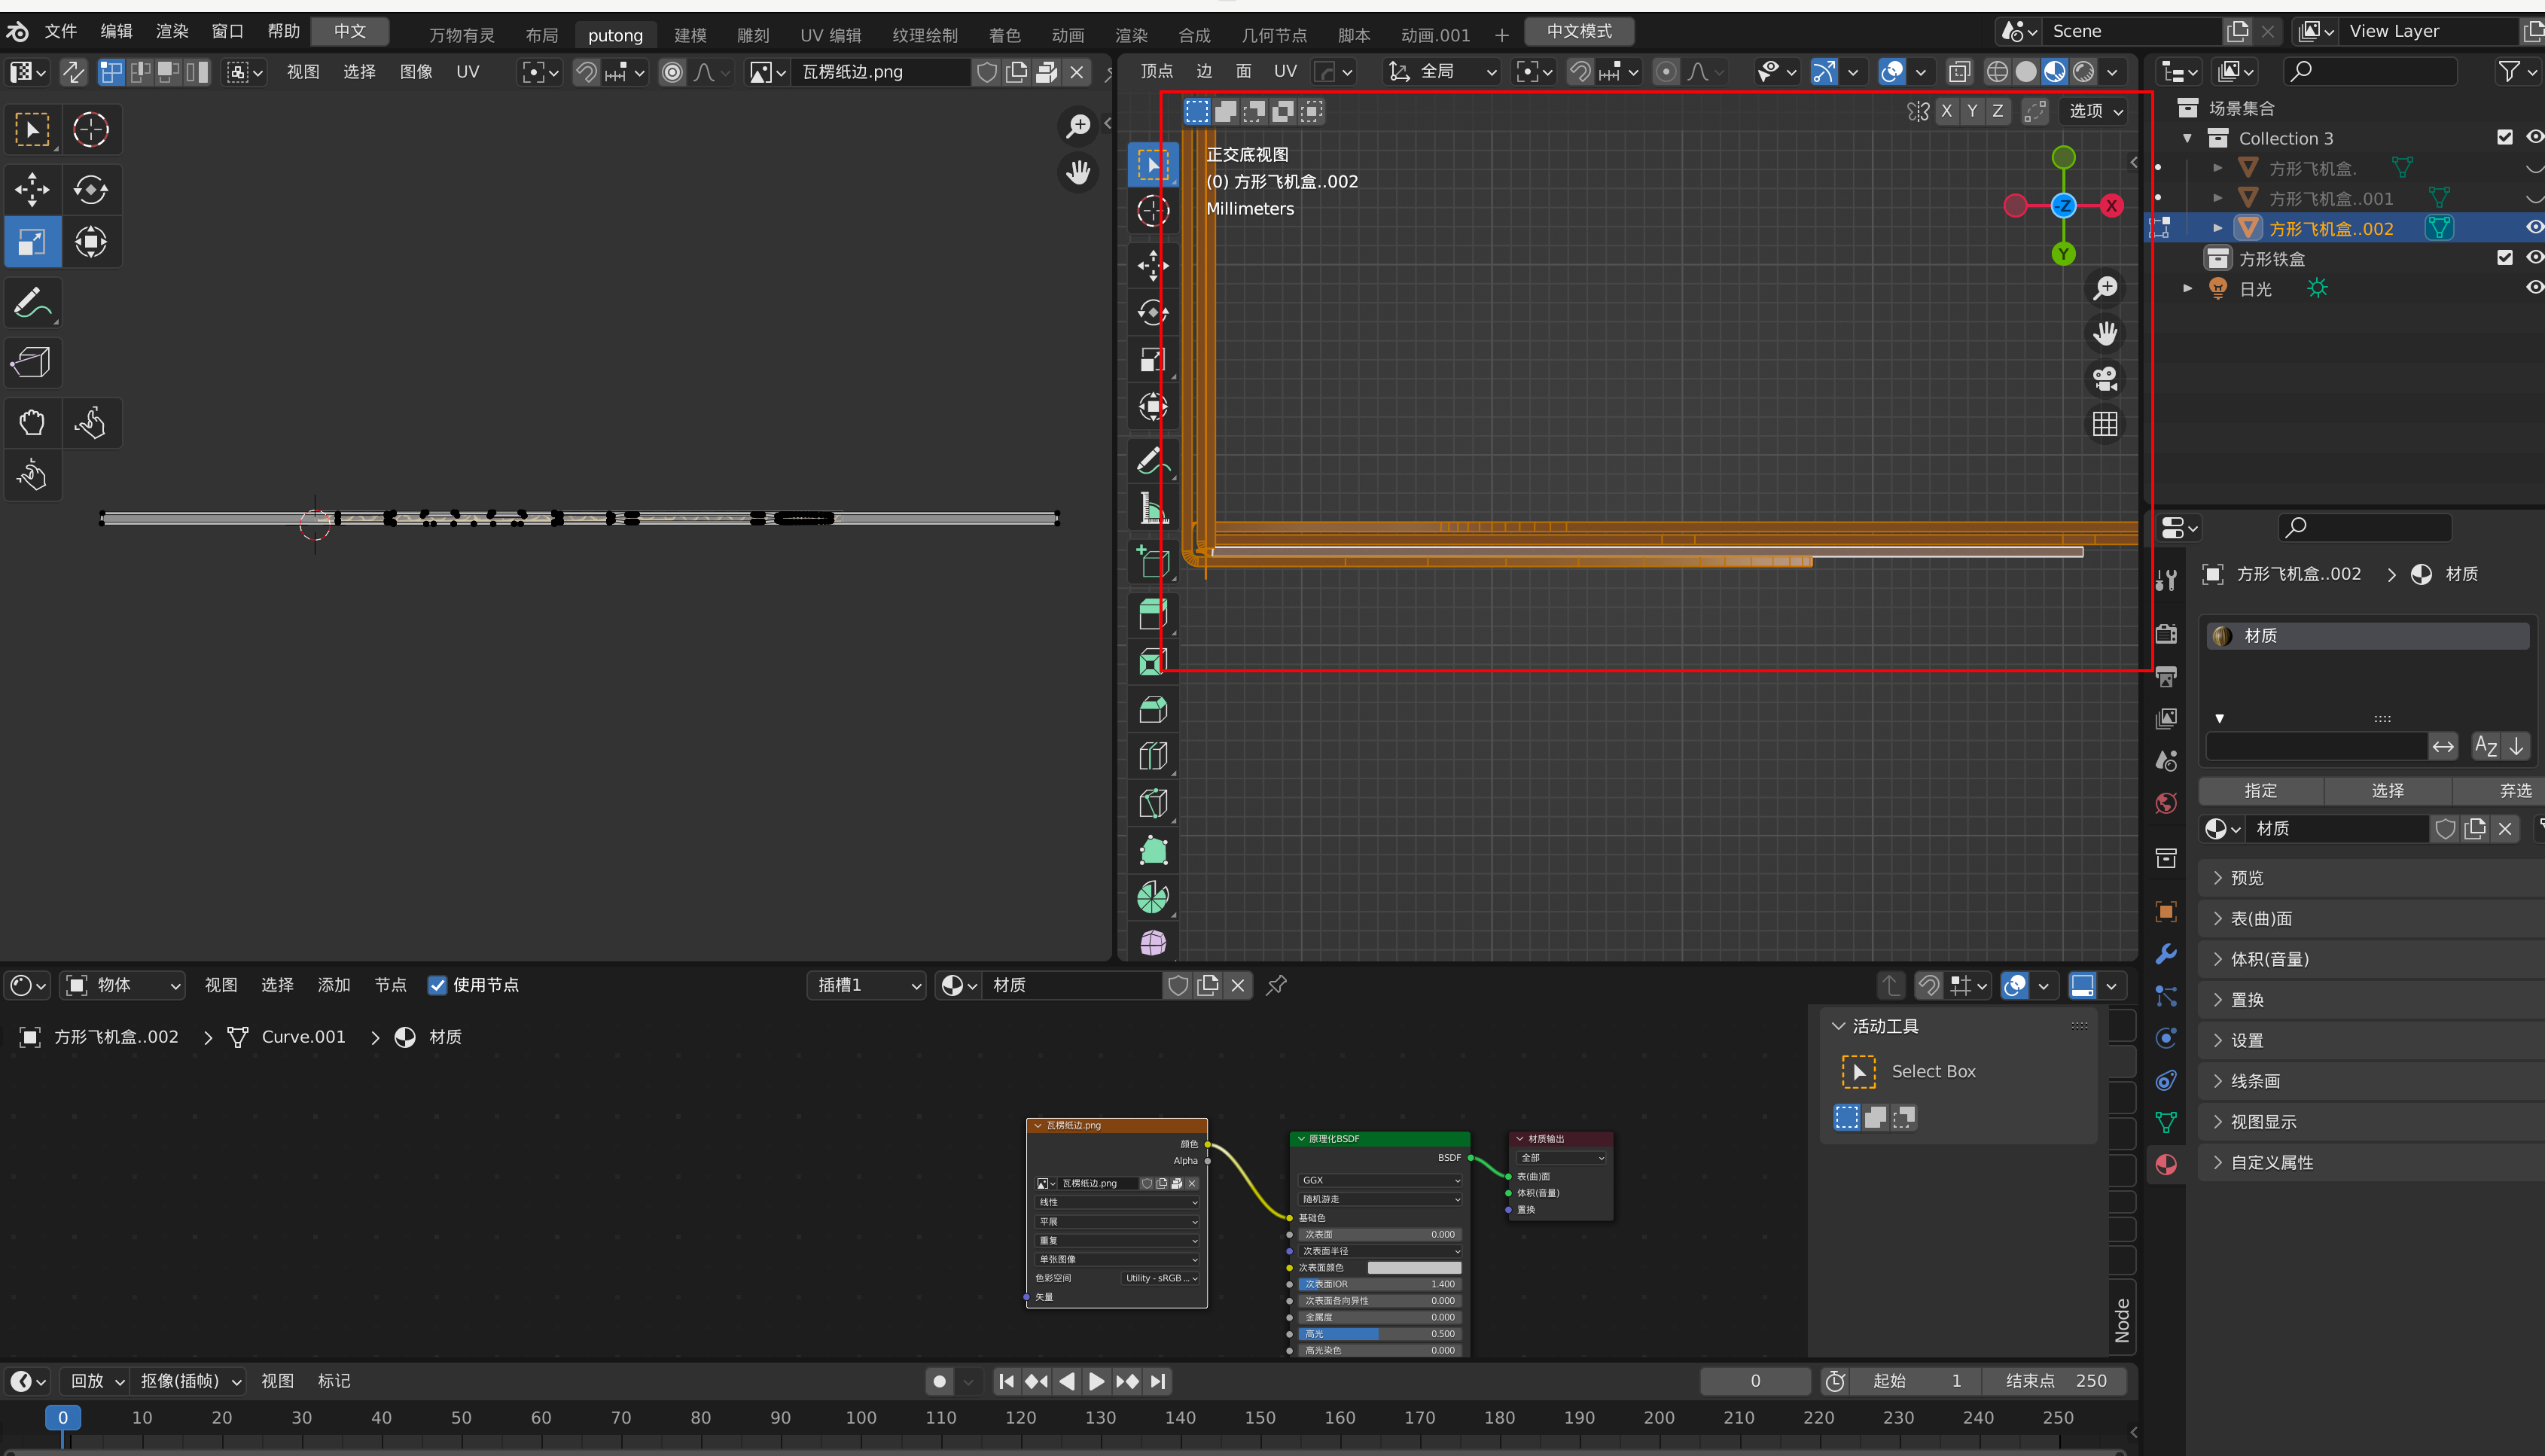 文件 编辑 渲染 窗口 帮助 中文 万物有灵 布局 putong 建模 雕刻 UV 编辑 纹理绘制 着色 动画 渲染 合成 几何节点 脚本 动画.001 + 中文模式 Scene View Layer
视图 选择 图像 UV 瓦楞纸边.png
顶点 边 面 UV 全局
X Y Z 选项
正交底视图
(0) 方形飞机盒..002
Millimeters
-Z X
Y
场景集合
Collection 3
方形飞机盒.
方形飞机盒..001
方形飞机盒..002
方形铁盒
日光
方形飞机盒..002 > 材质
材质
指定 选择 弃选
材质
预览
表(曲)面
体积(音量)
置换
设置
线条画
视图显示
自定义属性
物体 视图 选择 添加 节点 使用节点 插槽1 材质
方形飞机盒..002 > Curve.001 > 材质
活动工具
Select Box
Node
瓦楞纸边.png
颜色
Alpha
瓦楞纸边.png
线性
平展
重复
单张图像
色彩空间 Utility - sRGB ...
矢量
原理化BSDF
BSDF
GGX
随机游走
基础色
次表面 0.000
次表面半径
次表面颜色
次表面IOR 1.400
次表面各向异性 0.000
金属度 0.000
高光 0.500
高光染色 0.000
材质输出
全部
表(曲)面
体积(音量)
置换
回放 抠像(插帧) 视图 标记 0 起始 1 结束点 250
0 10 20 30 40 50 60 70 80 90 100 110 120 130 140 150 160 170 180 190 200 210 220 230 240 250